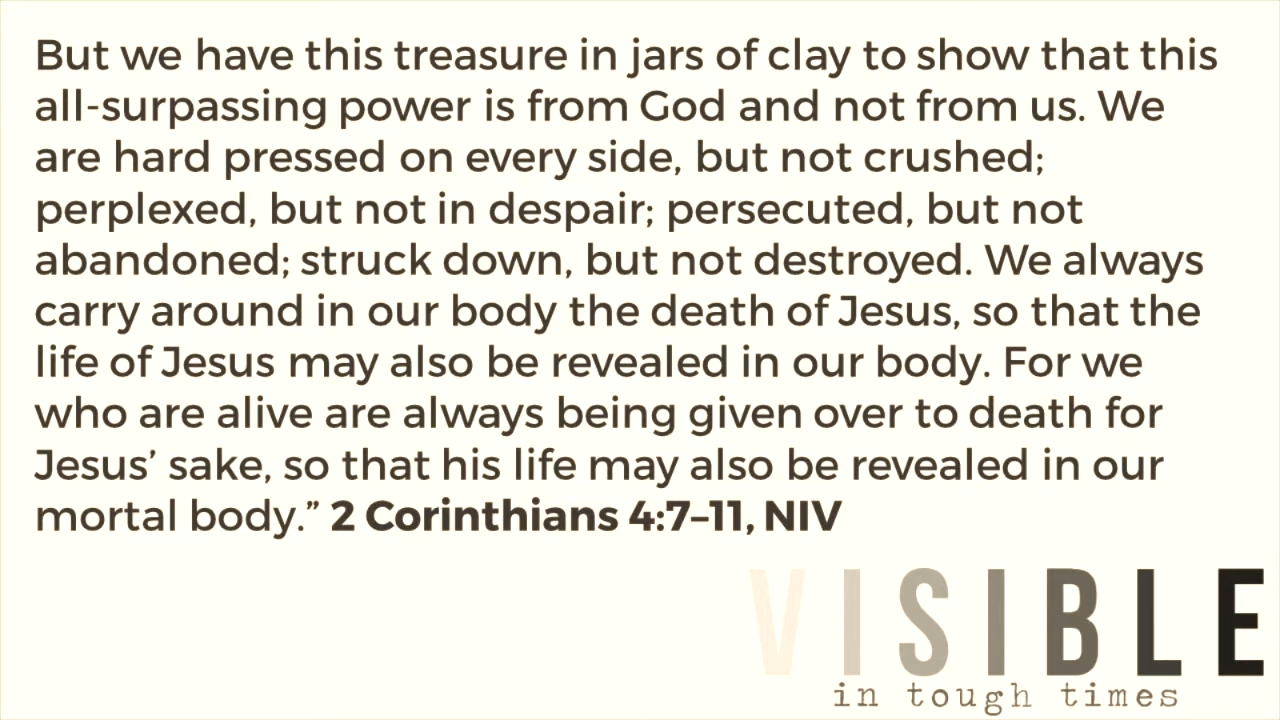 But we have this treasure in jars of clay to show that this
all-surpassing power is from God and not from us. We
are hard pressed on every side, but not crushed;
perplexed, but not in despair; persecuted, but not
abandoned; struck down, but not destroyed. We always
carry around in our body the death of Jesus, so that the
life of Jesus may also be revealed in our body. For we
who are alive are always being given over to death for
Jesus’ sake, so that his life may also be revealed in our
mortal body.” 2 Corinthians 4:7–11, NIV
VISIBLE
in tough times